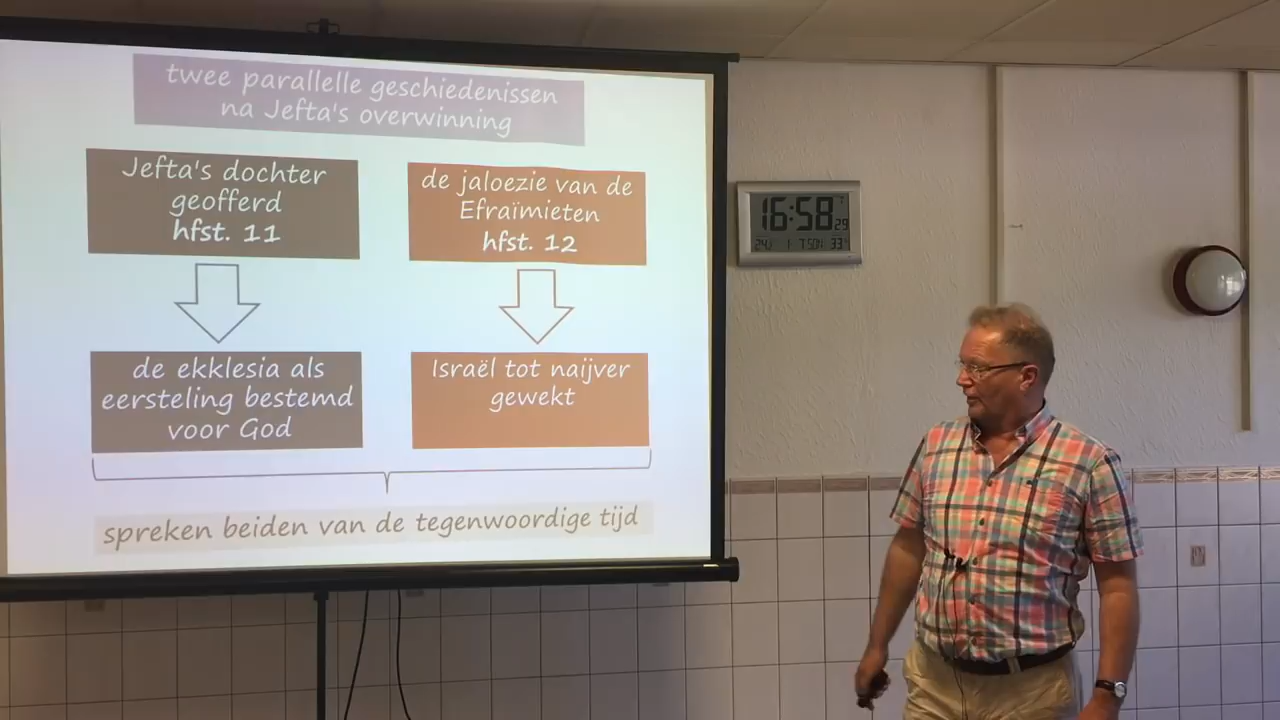 twee parallelle geschiedenissen
na Jefta's overwinning
Jefta's dochter
geofferd
hfst. 11
de jaloezie van de
Efraïmieten
hfst. 12
de ekklesia als
eersteling bestemd
voor God
Israël tot naijver
gewekt
spreken beiden van de tegenwoordige tijd
16:58 29